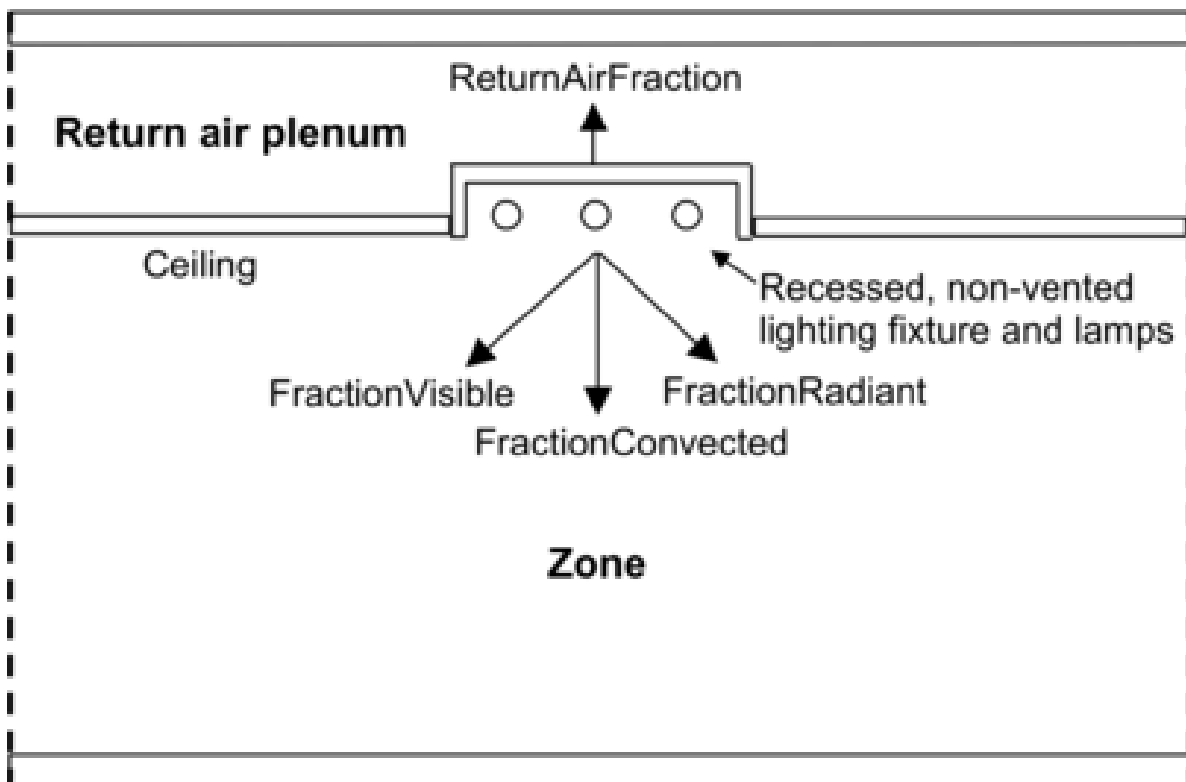 ReturnAirFraction
Return air plenum
Ceiling
Recessed, non-vented
lighting fixture and lamps
FractionVisible
FractionRadiant
FractionConvected
Zone